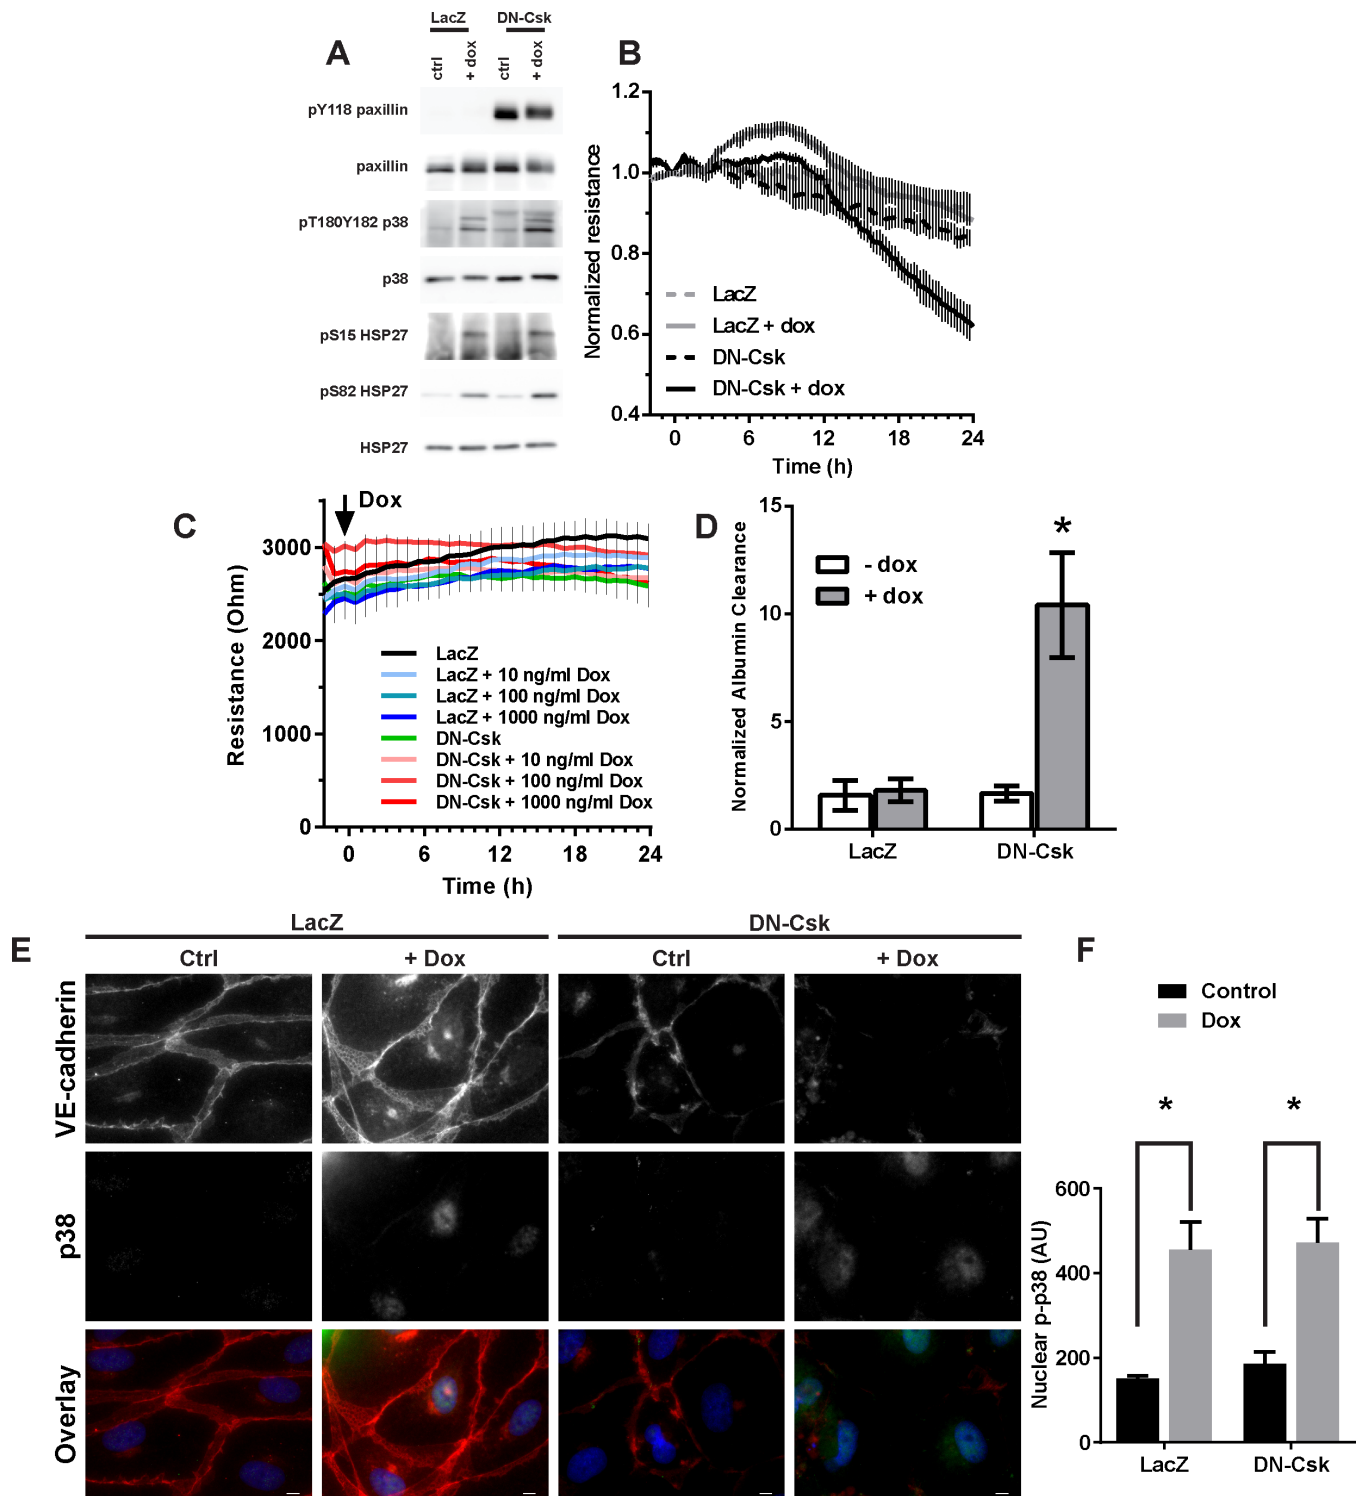 LacZ DN-Csk
A
ctrl + dox ctrl + dox
pY118 paxillin
paxillin
pT180Y182 p38
p38
pS15 HSP27
pS82 HSP27
HSP27
B
Normalized resistance
1.2
1.0
0.8
0.6
0.4
LacZ
LacZ + dox
DN-Csk
DN-Csk + dox
0 6 12 18 24
Time (h)
C
Dox
Resistance (Ohm)
3000
2000
1000
0
LacZ
LacZ + 10 ng/ml Dox
LacZ + 100 ng/ml Dox
LacZ + 1000 ng/ml Dox
DN-Csk
DN-Csk + 10 ng/ml Dox
DN-Csk + 100 ng/ml Dox
DN-Csk + 1000 ng/ml Dox
0 6 12 18 24
Time (h)
D
Normalized Albumin Clearance
15
10
5
0
- dox
+ dox
*
LacZ DN-Csk
E
LacZ DN-Csk
Ctrl + Dox Ctrl + Dox
VE-cadherin
p38
Overlay
F
Control
Dox
* *
Nuclear p-p38 (AU)
600
400
200
0
LacZ DN-Csk